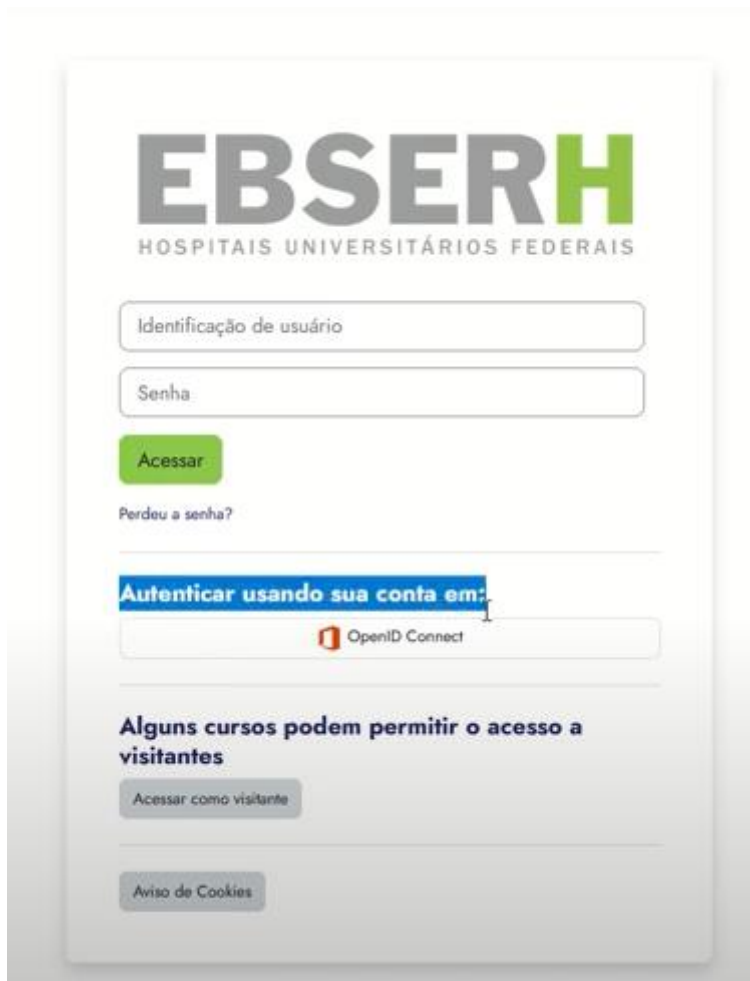 EBSERH
HOSPITAIS UNIVERSITÁRIOS FEDERAIS
Identificação de usuário
Senha
Acessar
Perdeu a senha?
Autenticar usando sua conta em:
OpenID Connect
Alguns cursos podem permitir o acesso a
visitantes
Acessar como visitante
Aviso de Cookies